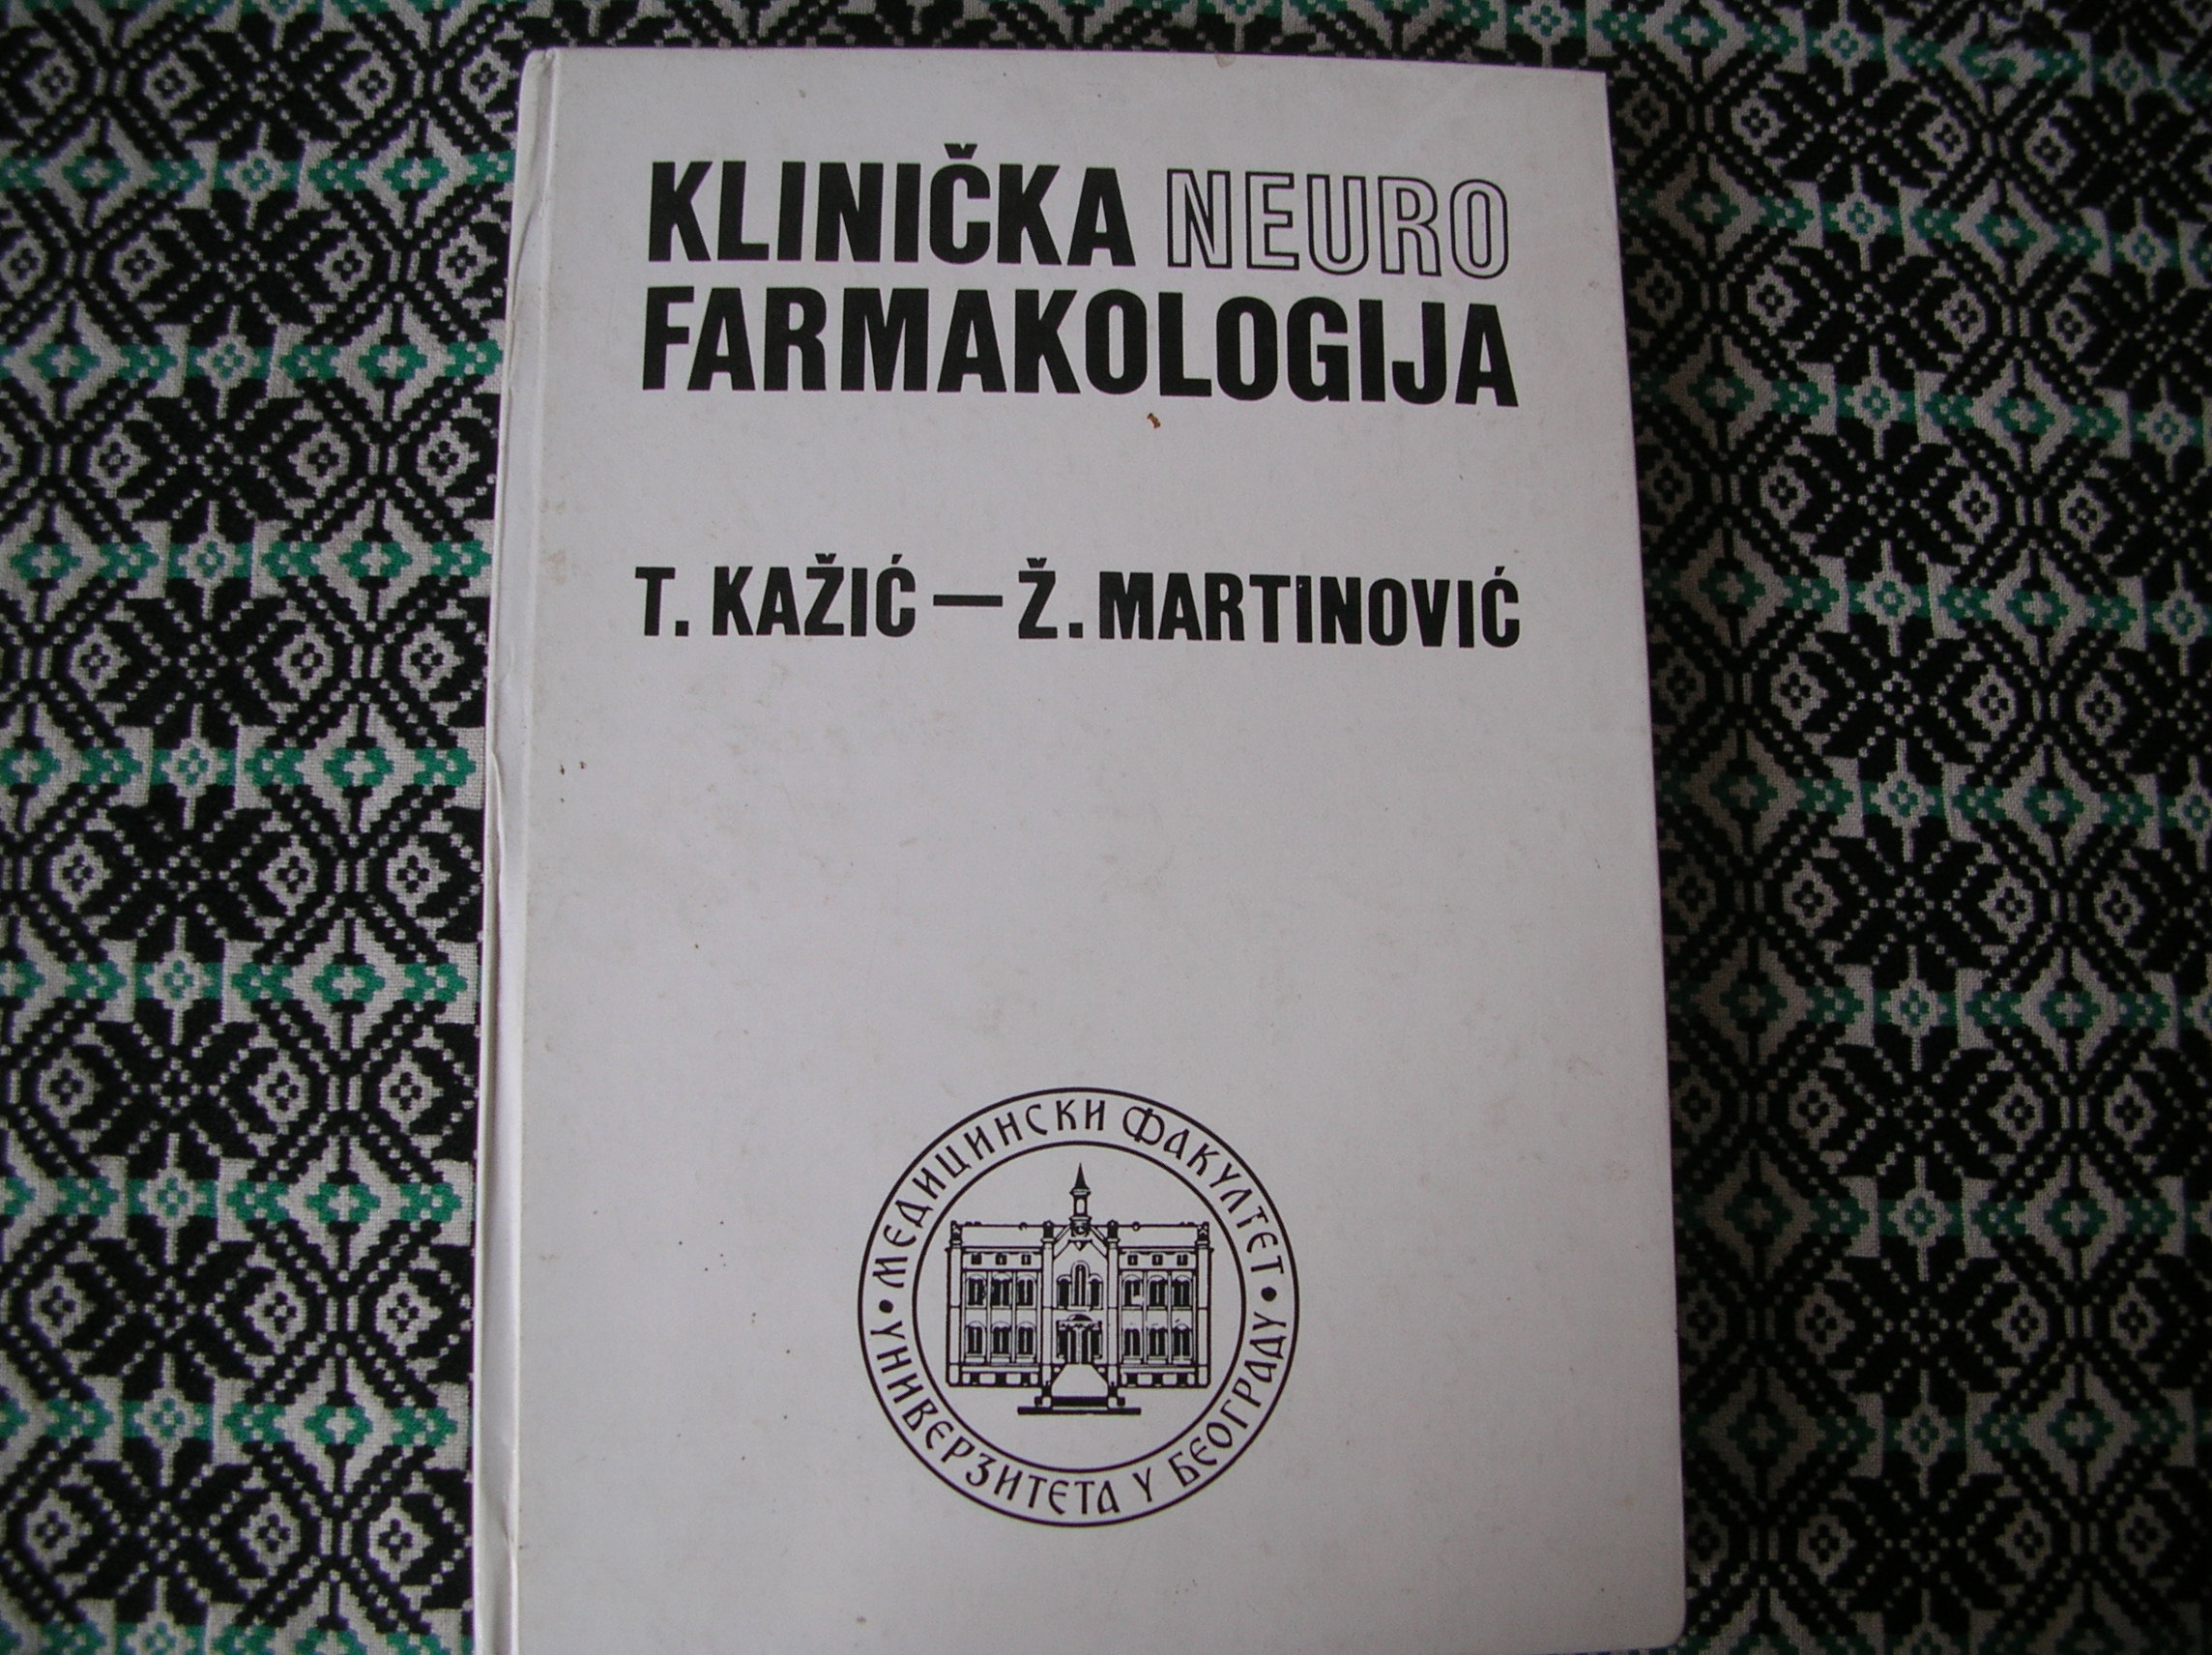 KLINIČKA NEURO
FARMAKOLOGIJA
T. KAŽIĆ — Ž. MARTINOVIĆ
МЕДИЦИНСКИ ФАКУЛТЕТ
• УНИВЕРЗИТЕТА У БЕОГРАДУ •